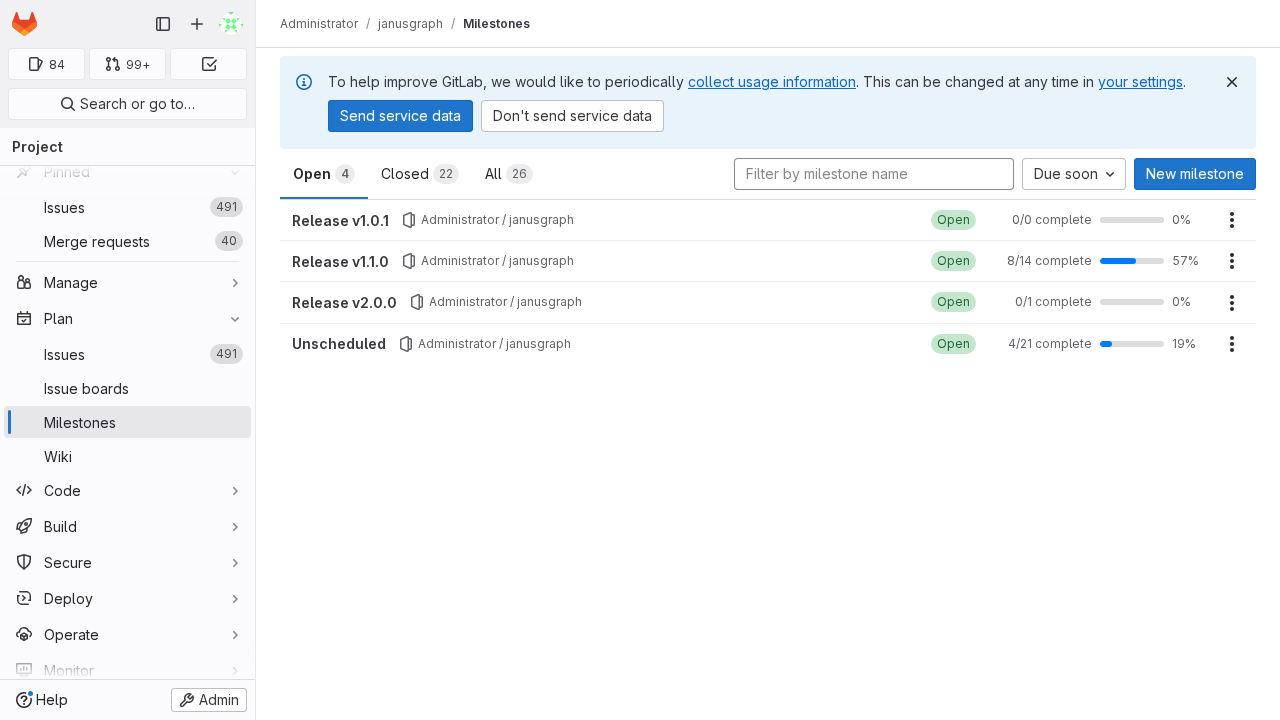 Administrator / janusgraph / Milestones
84
99+
Search or go to…
Project
Pinned
Issues 491
Merge requests 40
Manage
Plan
Issues 491
Issue boards
Milestones
Wiki
Code
Build
Secure
Deploy
Operate
Monitor
Help
Admin
To help improve GitLab, we would like to periodically collect usage information. This can be changed at any time in your settings.
Send service data Don't send service data
Open 4 Closed 22 All 26 Filter by milestone name Due soon New milestone
Release v1.0.1 Administrator / janusgraph Open 0/0 complete 0%
Release v1.1.0 Administrator / janusgraph Open 8/14 complete 57%
Release v2.0.0 Administrator / janusgraph Open 0/1 complete 0%
Unscheduled Administrator / janusgraph Open 4/21 complete 19%